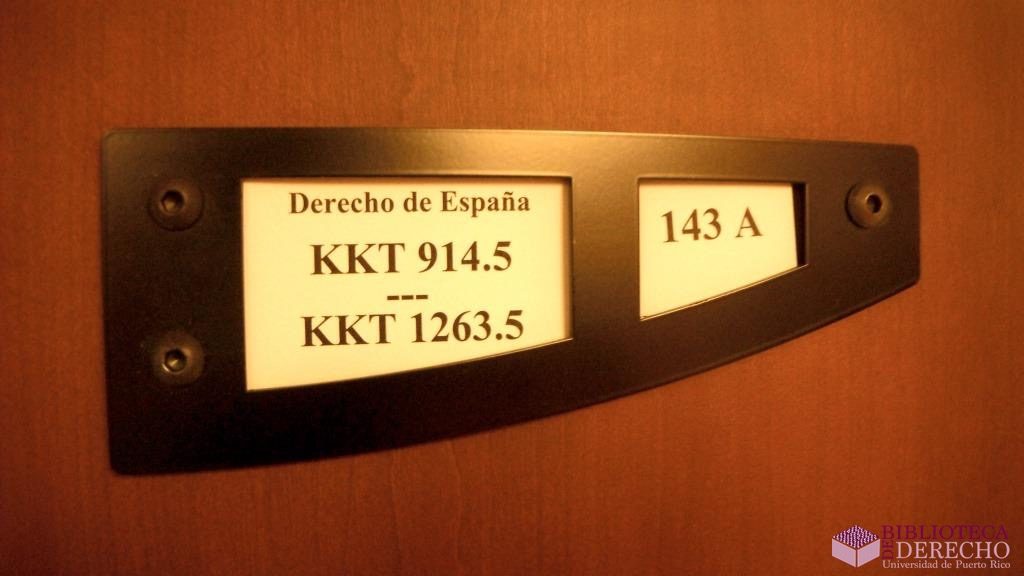 Derecho de España
KKT 914.5
---
KKT 1263.5
143 A
BIBLIOTECA
DE DERECHO
Universidad de Puerto Rico